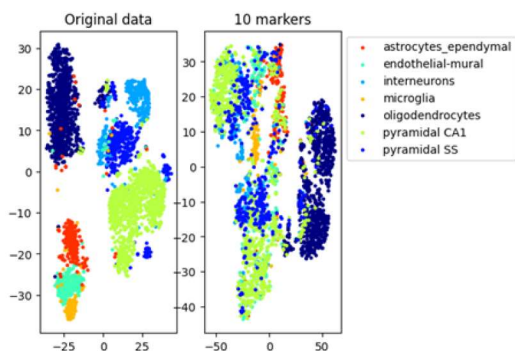 Original data
10 markers
30
20
10
0
−10
−20
−30
−25
0
25
30
20
10
0
−10
−20
−30
−40
−50
0
50
astrocytes_ependymal
endothelial-mural
interneurons
microglia
oligodendrocytes
pyramidal CA1
pyramidal SS